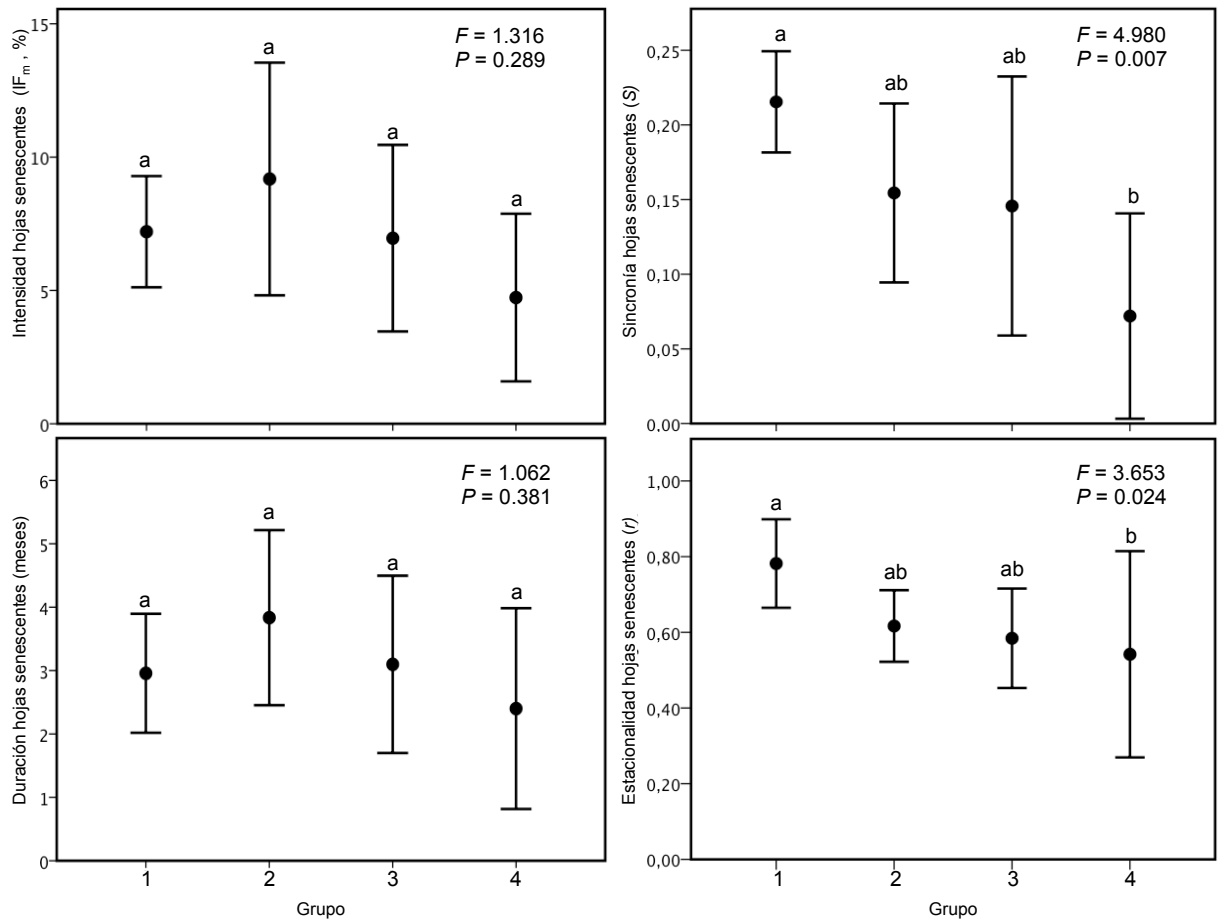 Intensidad hojas senescentes (IFm , %)
15
10
5
0
a
a
a
a
F = 1.316
P = 0.289
Sincronía hojas senescentes (S)
0,25
0,20
0,15
0,10
0,05
0.00
a
ab
ab
b
F = 4.980
P = 0.007
Duración hojas senescentes (meses)
6
5
4
3
2
1
0
a
a
a
a
F = 1.062
P = 0.381
1 2 3 4
Grupo
Estacionalidad hojas senescentes (r)
1,00
0,80
0,60
0,40
0,20
0,00
a
ab
ab
b
F = 3.653
P = 0.024
1 2 3 4
Grupo